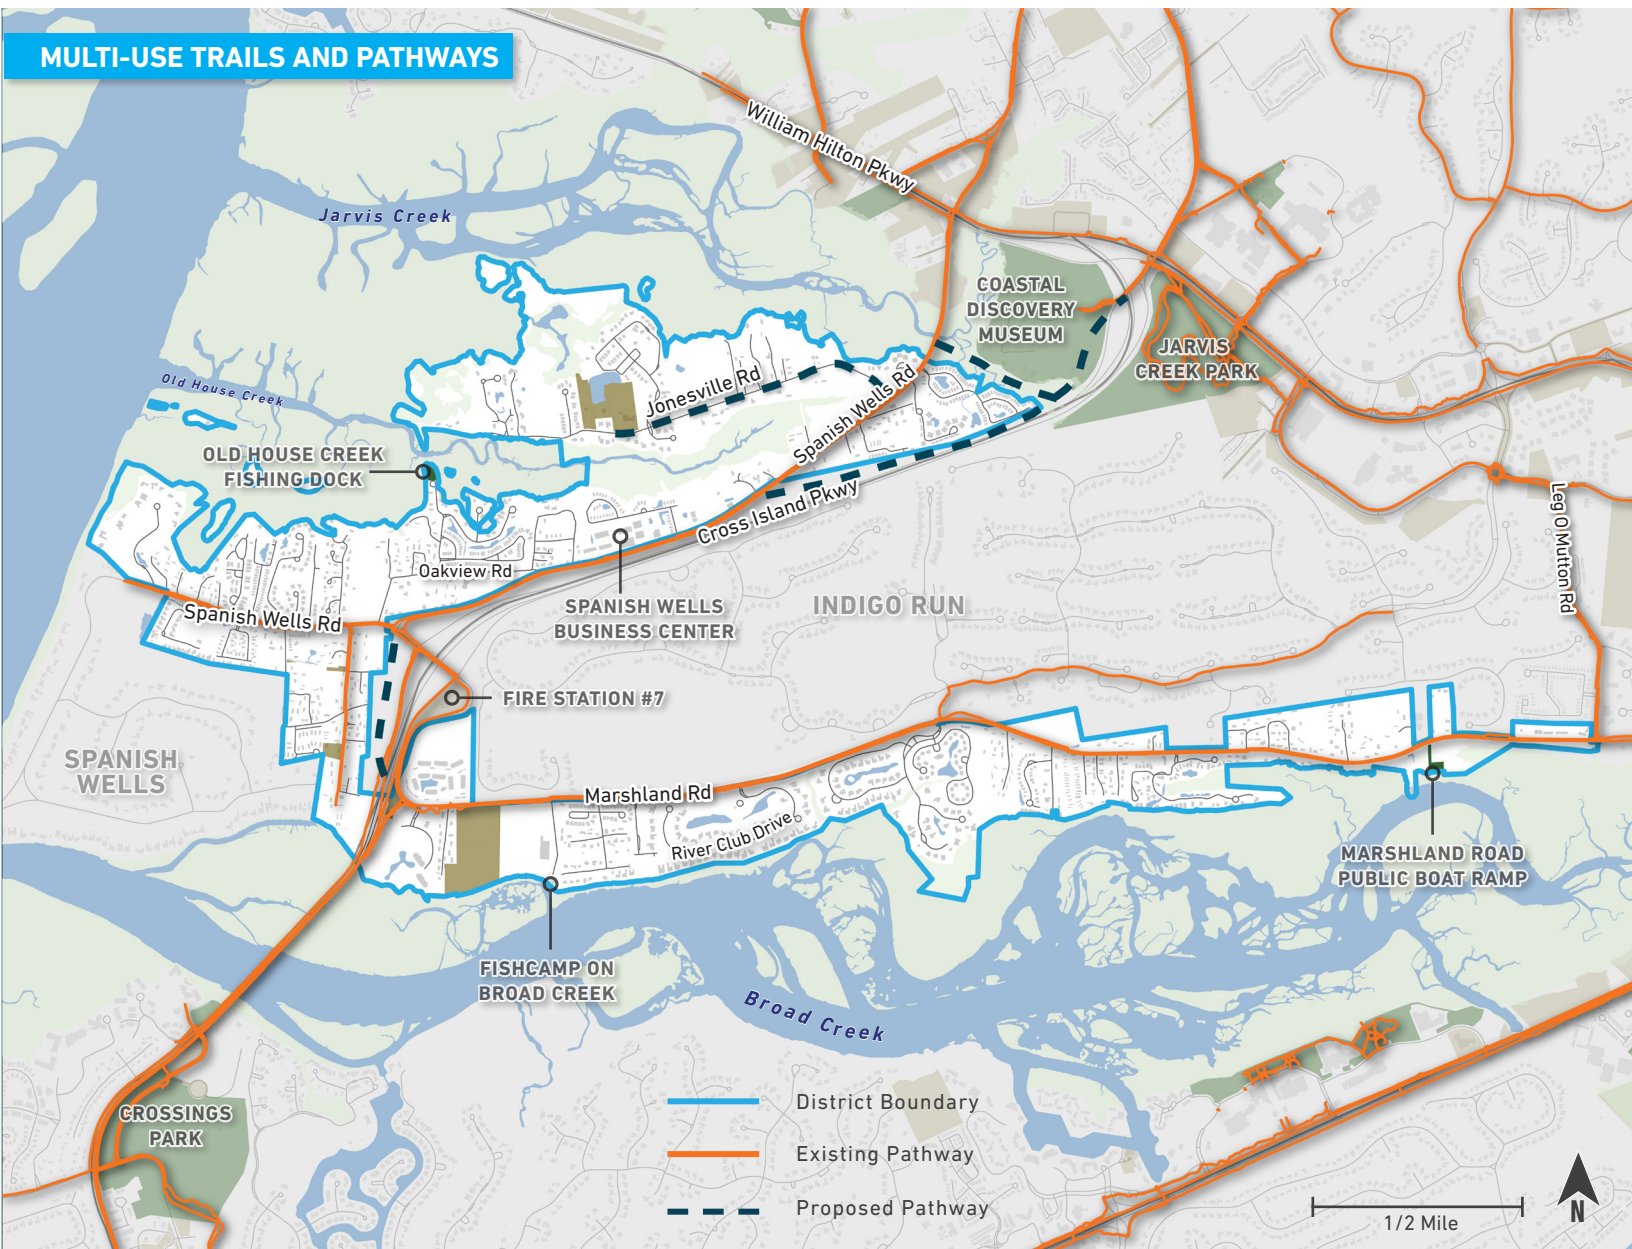 MULTI-USE TRAILS AND PATHWAYS
William Hilton Pkwy
Jarvis Creek
COASTAL
DISCOVERY
MUSEUM
JARVIS
CREEK PARK
Old House Creek
Jonesville Rd
Spanish Wells Rd
OLD HOUSE CREEK
FISHING DOCK
Cross Island Pkwy
Leg O Mutton Rd
Oakview Rd
SPANISH WELLS
BUSINESS CENTER
INDIGO RUN
Spanish Wells Rd
FIRE STATION #7
SPANISH
WELLS
Marshland Rd
River Club Drive
MARSHLAND ROAD
PUBLIC BOAT RAMP
FISHCAMP ON
BROAD CREEK
Broad Creek
CROSSINGS
PARK
District Boundary
Existing Pathway
Proposed Pathway
1/2 Mile
N